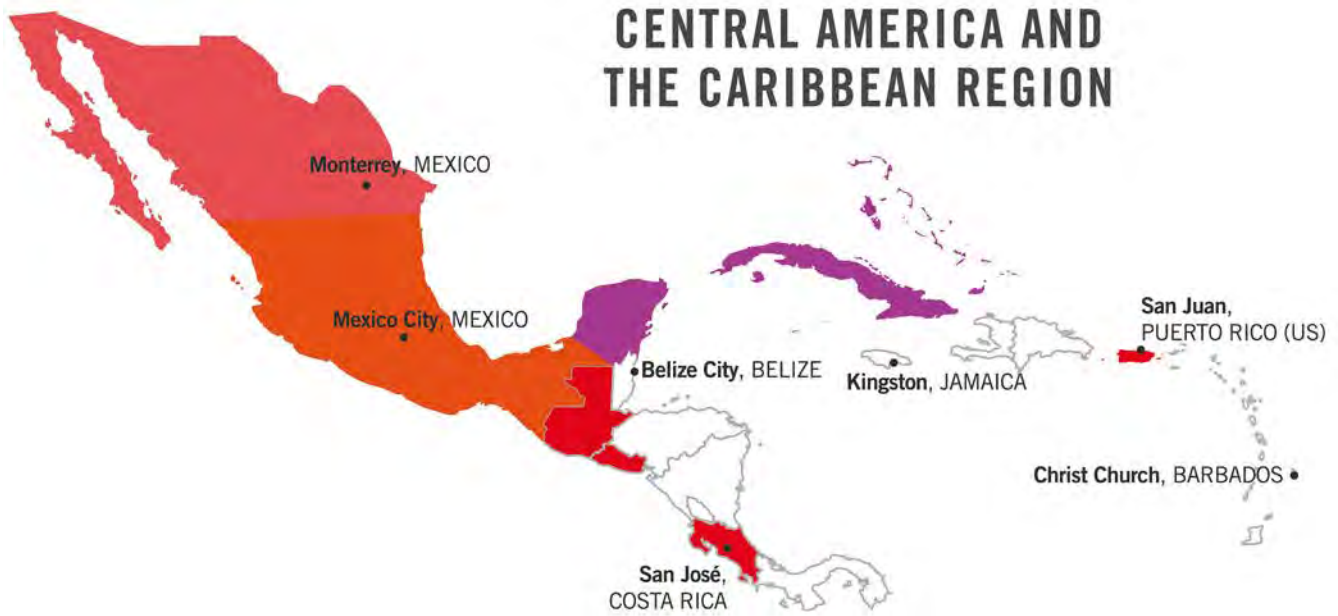 CENTRAL AMERICA AND
THE CARIBBEAN REGION
Monterrey, MEXICO
Mexico City, MEXICO
Belize City, BELIZE
Kingston, JAMAICA
San Juan,
PUERTO RICO (US)
Christ Church, BARBADOS
San José,
COSTA RICA